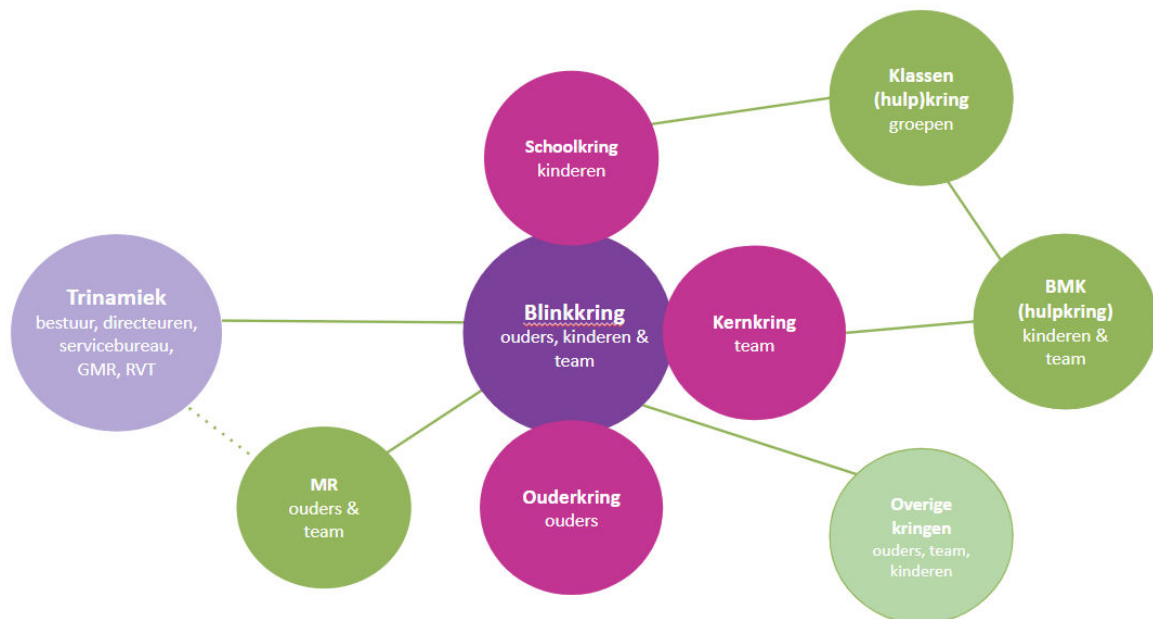 Klassen
(hulp)kring
groepen
Schoolkring
kinderen
Trinamiek
bestuur, directeuren,
servicebureau,
GMR, RVT
Blinkkring
ouders, kinderen &
team
Kernkring
team
BMK
(hulpkring)
kinderen &
team
MR
ouders &
team
Ouderkring
ouders
Overige
kringen
ouders, team,
kinderen